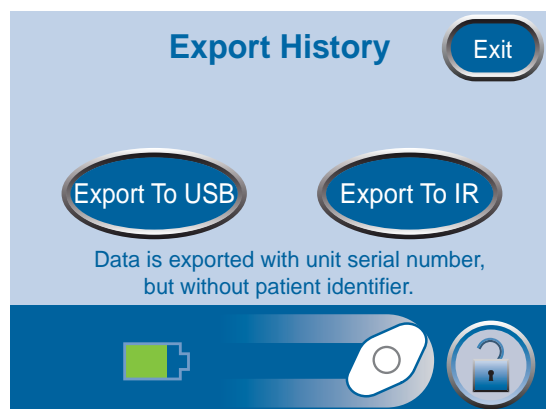 Export History
Exit
Export To USB
Export To IR
Data is exported with unit serial number,
but without patient identifier.